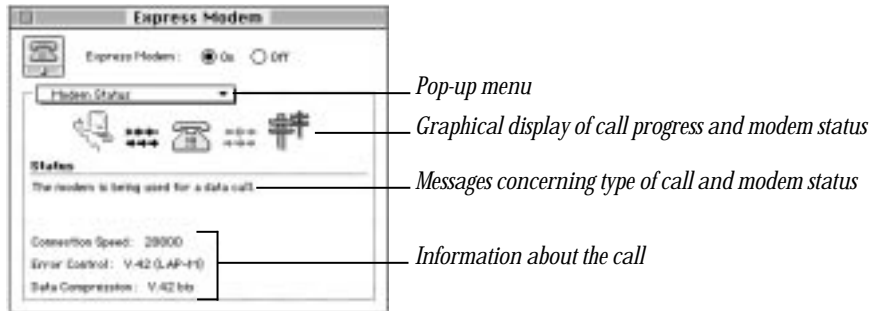 Express Modem
Express Modem: On Off
Modem Status
Pop-up menu
Graphical display of call progress and modem status
Status
The modem is being used for a data call.
Messages concerning type of call and modem status
Connection Speed: 28800
Error Control: V.42 (LAP-M)
Data Compression: V.42 bis
Information about the call